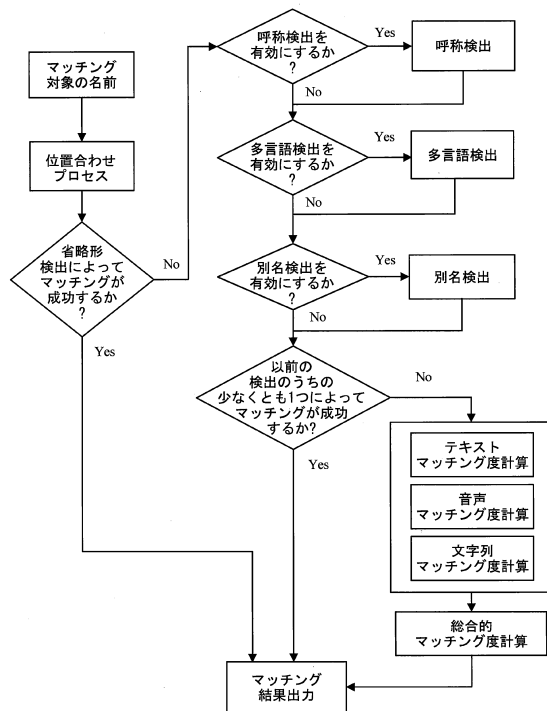 マッチング
対象の名前
位置合わせ
プロセス
省略形
検出によって
マッチングが
成功するか
?
No
Yes
呼称検出を
有効にするか
?
Yes
呼称検出
No
多言語検出を
有効にするか
?
Yes
多言語検出
No
別名検出を
有効にするか
?
Yes
別名検出
No
以前の
検出のうちの
少なくとも1つによって
マッチングが成功
するか?
No
Yes
テキスト
マッチング度計算
音声
マッチング度計算
文字列
マッチング度計算
総合的
マッチング度計算
マッチング
結果出力